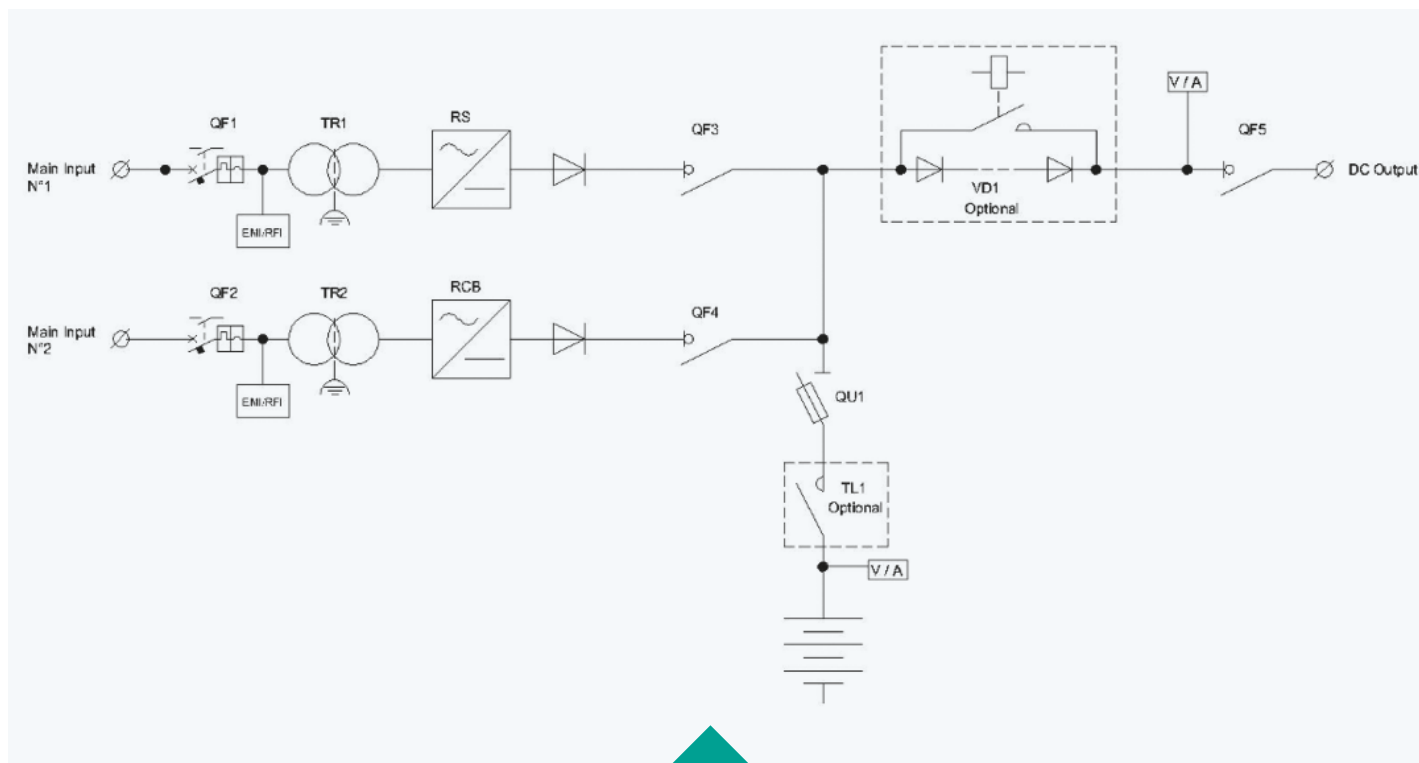 QF1
TR1
RS
QF3
V / A
QF5
Main Input
N°1
EMI/RFI
VD1
Optional
DC Output
QF2
TR2
RCB
QF4
Main Input
N°2
EMI/RFI
QU1
TL1
Optional
V / A